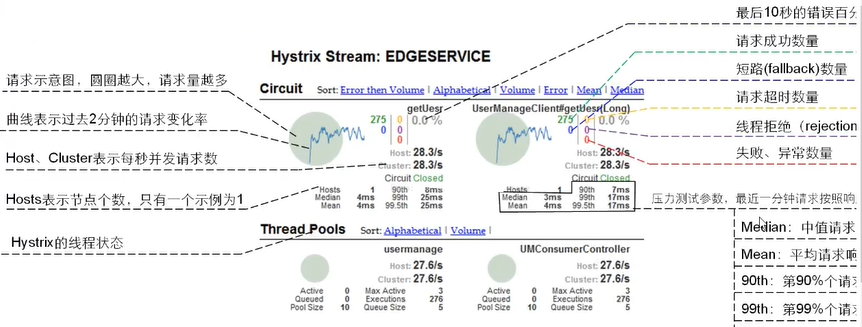 最后10秒的错误百分
请求成功数量
Hystrix Stream: EDGESERVICE
短路(fallback)数量
请求示意图，圆圈越大，请求量越多
Circuit Sort: Error then Volume | Alphabetical | Volume | Error | Mean | Median
请求超时数量
getUesr
UserManageClient#getUesr(Long)
275 0 0.0 %
0 0
0
275 0 0.0 %
0 0
0
曲线表示过去2分钟的请求变化率
线程拒绝（rejection
Host、Cluster表示每秒并发请求数
Host: 28.3/s
Cluster: 28.3/s
Circuit Closed
Host: 28.3/s
Cluster: 28.3/s
Circuit Closed
失败、异常数量
Hosts表示节点个数，只有一个示例为1
Hosts 1 90th 8ms
Median 4ms 99th 25ms
Mean 4ms 99.5th 25ms
Hosts 1 90th 7ms
Median 3ms 99th 17ms
Mean 4ms 99.5th 17ms
压力测试参数，最近一分钟请求按照响
Hystrix的线程状态
Thread Pools Sort: Alphabetical | Volume |
Median：中值请求
Mean：平均请求响
90th：第90%个请求
99th：第99%个请求
usermanage
Host: 27.6/s
Cluster: 27.6/s
Active 0 Max Active 3
Queued 0 Executions 276
Pool Size 10 Queue Size 5
UMConsumerController
Host: 27.6/s
Cluster: 27.6/s
Active 0 Max Active 3
Queued 0 Executions 276
Pool Size 10 Queue Size 5